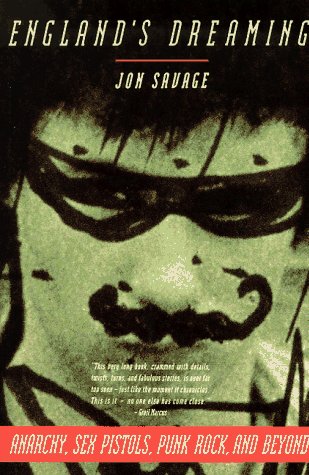 ENGLAND'S DREAMING
JON SAVAGE
"This very long book, crammed with details,
twists, turns, and fabulous stories, is over far
too soon – just like the moment it chronicles.
This is it – no one else has come close."
– Greil Marcus
ANARCHY, SEX PISTOLS, PUNK ROCK, AND BEYOND